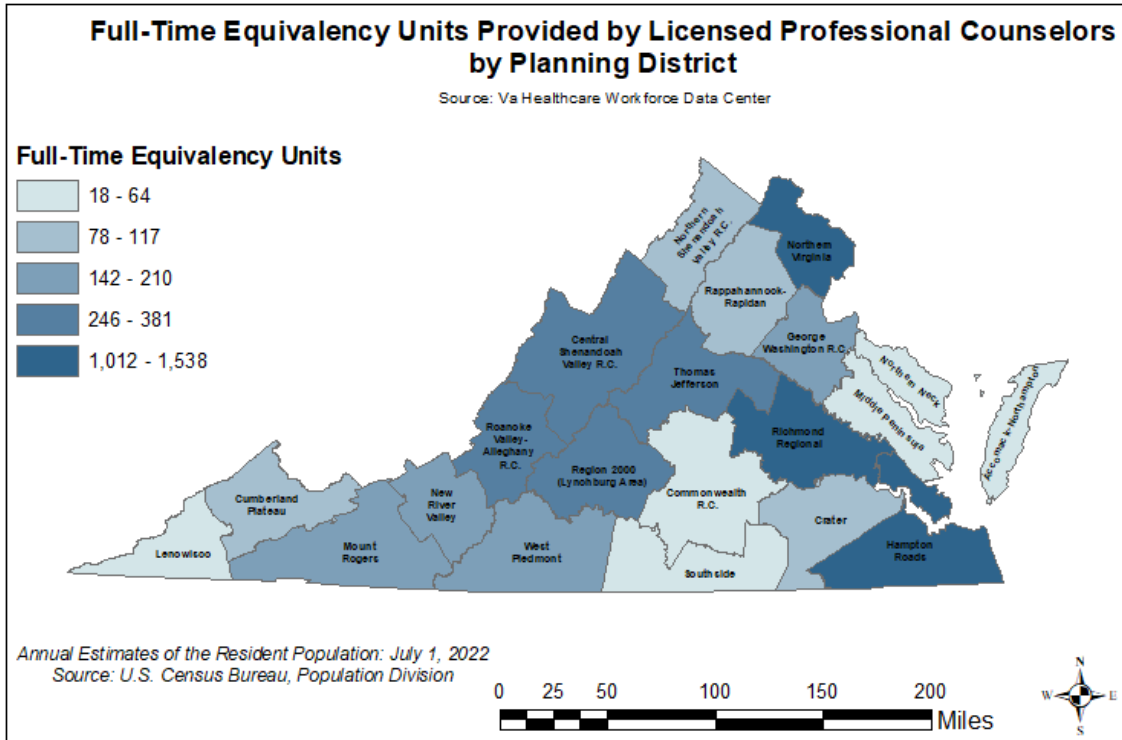 Full-Time Equivalency Units Provided by Licensed Professional Counselors
by Planning District
Source: Va Healthcare Workforce Data Center
Full-Time Equivalency Units
18 - 64
78 - 117
142 - 210
246 - 381
1,012 - 1,538
Northern
Shenandoah
Valley R.C.
Northern
Virginia
Rappahannock-
Rapidan
George
Washington R.C.
Central
Shenandoah
Valley R.C.
Northern Neck
Thomas
Jefferson
Middle Peninsula
Accomack-Northampton
Roanoke
Valley-
Alleghany
R.C.
Richmond
Regional
Region 2000
(Lynchburg Area)
Commonwealth
R.C.
Cumberland
Plateau
New
River
Valley
Crater
Lenowisco
Mount
Rogers
West
Piedmont
Southside
Hampton
Roads
Annual Estimates of the Resident Population: July 1, 2022
Source: U.S. Census Bureau, Population Division
0 25 50 100 150 200
Miles
N
W E
S